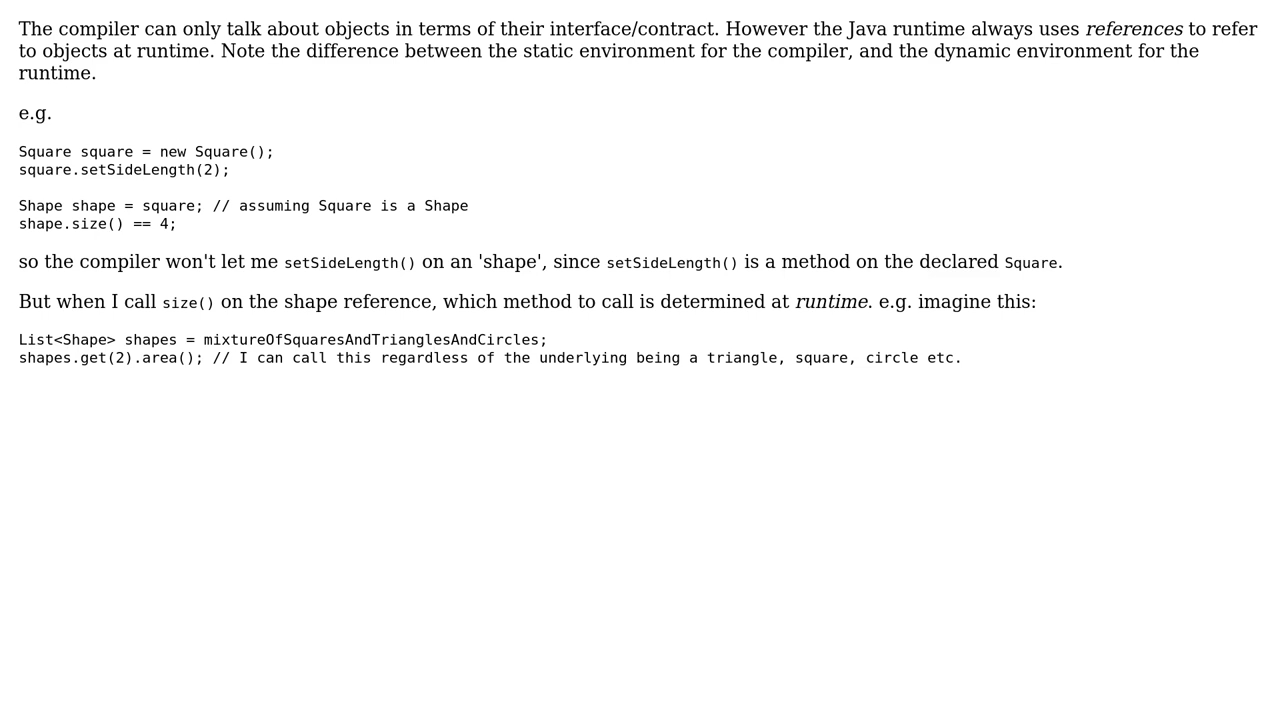 The compiler can only talk about objects in terms of their interface/contract. However the Java runtime always uses references to refer
to objects at runtime. Note the difference between the static environment for the compiler, and the dynamic environment for the
runtime.
e.g.
Square square = new Square();
square.setSideLength(2);
Shape shape = square; // assuming Square is a Shape
shape.size() == 4;
so the compiler won't let me setSideLength() on an 'shape', since setSideLength() is a method on the declared Square.
But when I call size() on the shape reference, which method to call is determined at runtime. e.g. imagine this:
List<Shape> shapes = mixtureOfSquaresAndTrianglesAndCircles;
shapes.get(2).area(); // I can call this regardless of the underlying being a triangle, square, circle etc.